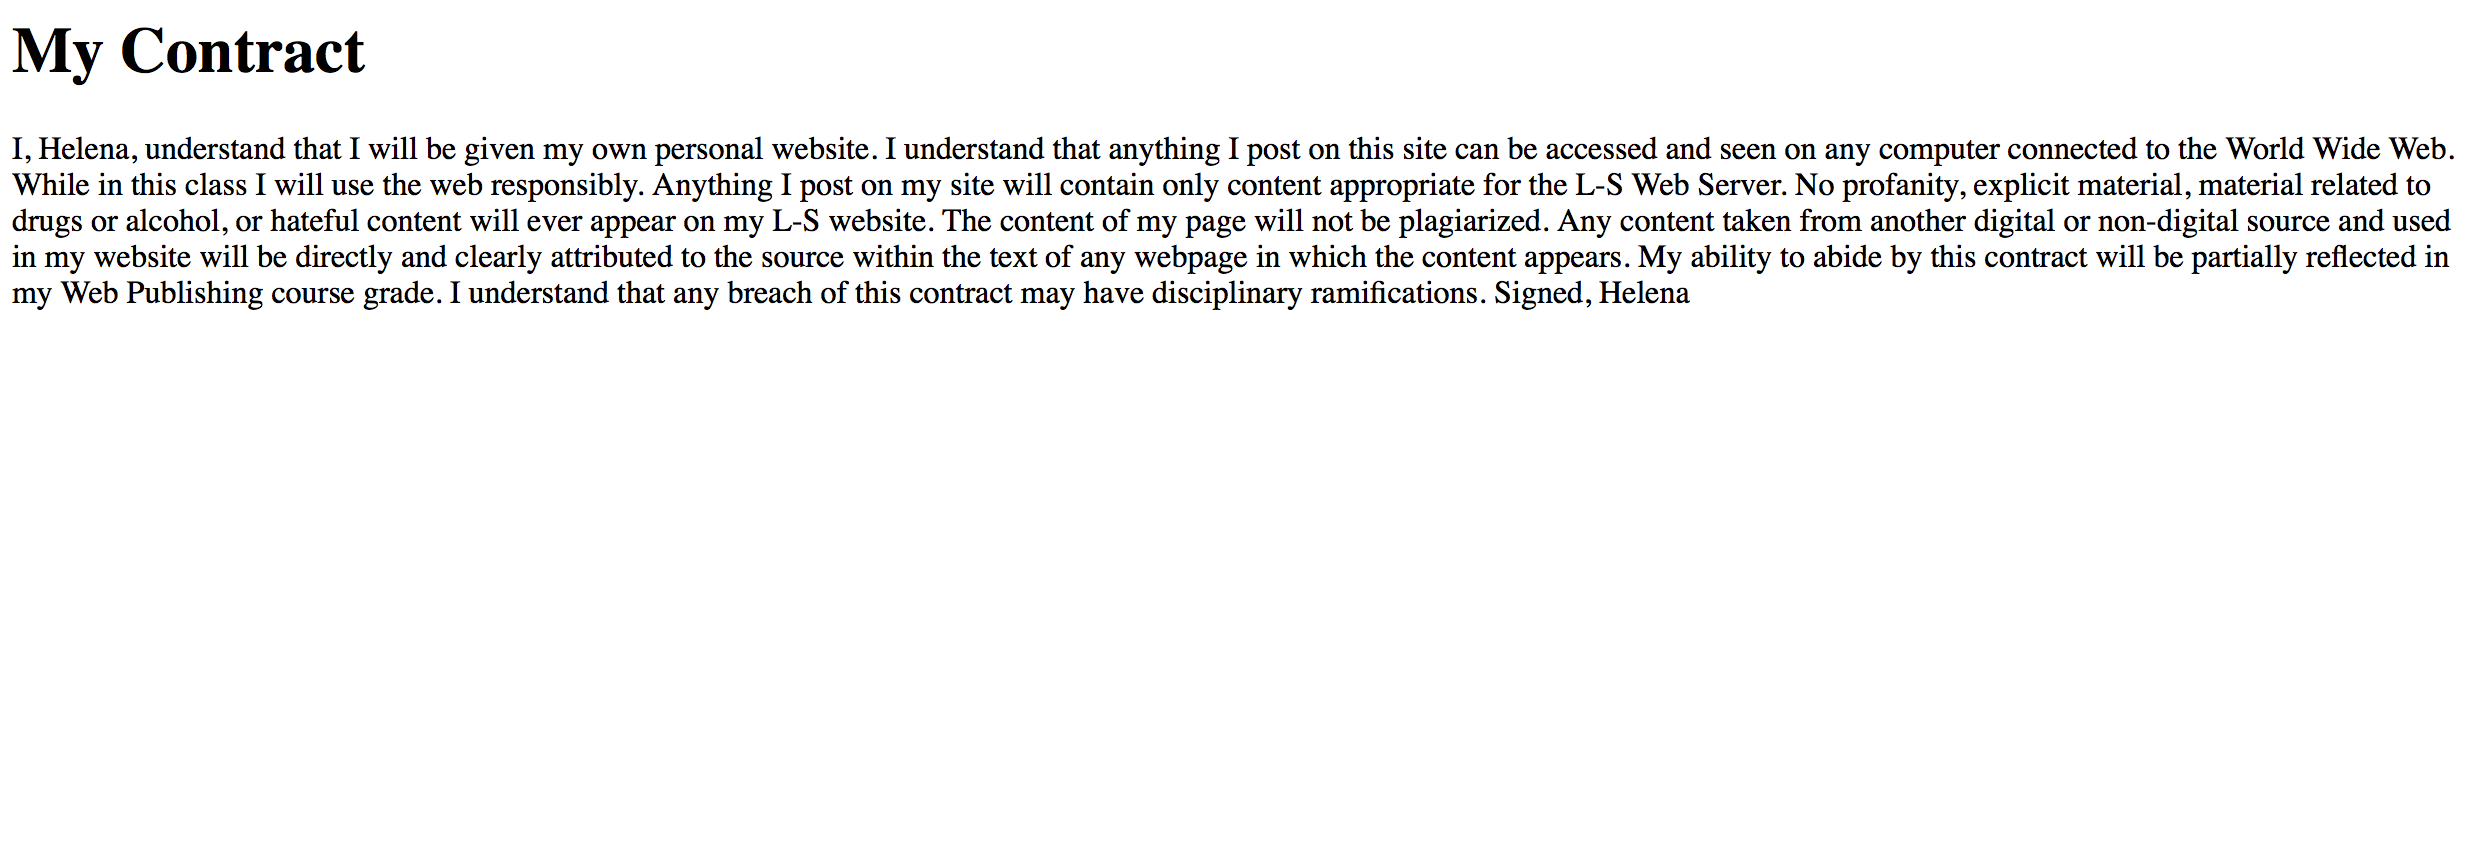 My Contract
I, Helena, understand that I will be given my own personal website. I understand that anything I post on this site can be accessed and seen on any computer connected to the World Wide Web.
While in this class I will use the web responsibly. Anything I post on my site will contain only content appropriate for the L-S Web Server. No profanity, explicit material, material related to
drugs or alcohol, or hateful content will ever appear on my L-S website. The content of my page will not be plagiarized. Any content taken from another digital or non-digital source and used
in my website will be directly and clearly attributed to the source within the text of any webpage in which the content appears. My ability to abide by this contract will be partially reflected in
my Web Publishing course grade. I understand that any breach of this contract may have disciplinary ramifications. Signed, Helena